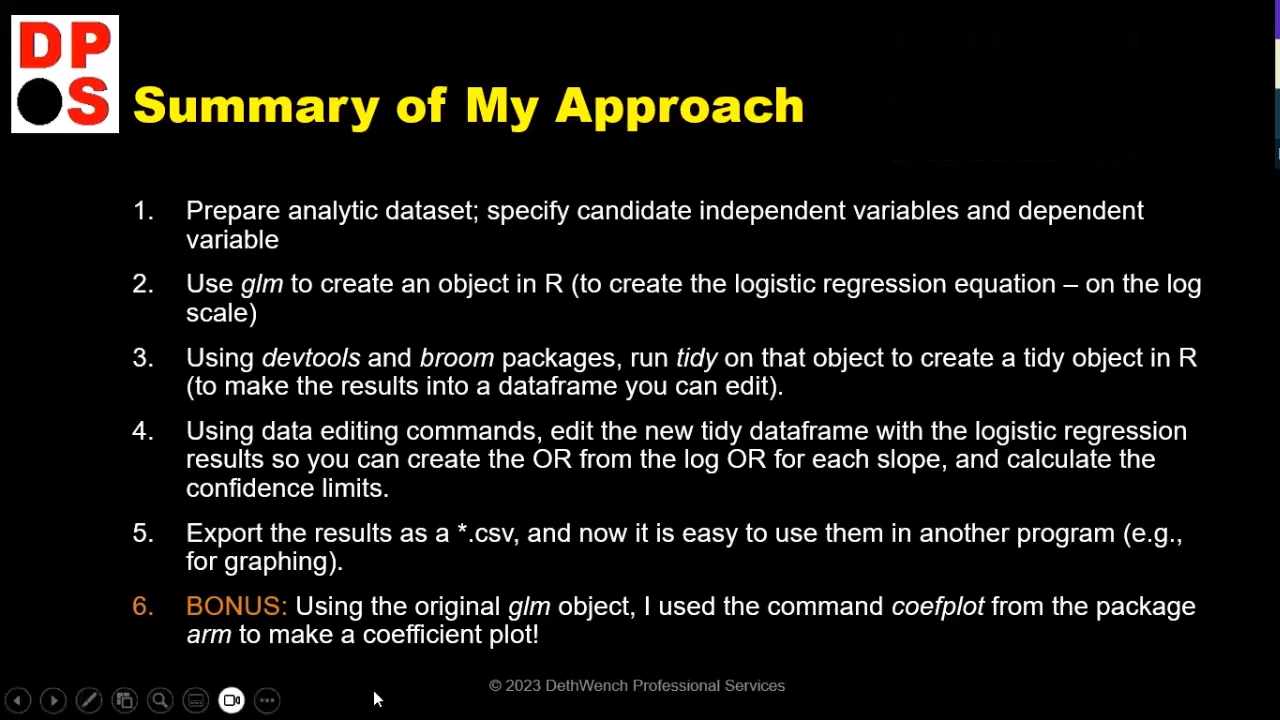 DP
S
Summary of My Approach
1. Prepare analytic dataset; specify candidate independent variables and dependent
variable
2. Use glm to create an object in R (to create the logistic regression equation – on the log
scale)
3. Using devtools and broom packages, run tidy on that object to create a tidy object in R
(to make the results into a dataframe you can edit).
4. Using data editing commands, edit the new tidy dataframe with the logistic regression
results so you can create the OR from the log OR for each slope, and calculate the
confidence limits.
5. Export the results as a *.csv, and now it is easy to use them in another program (e.g.,
for graphing).
6. BONUS: Using the original glm object, I used the command coefplot from the package
arm to make a coefficient plot!
© 2023 DethWench Professional Services